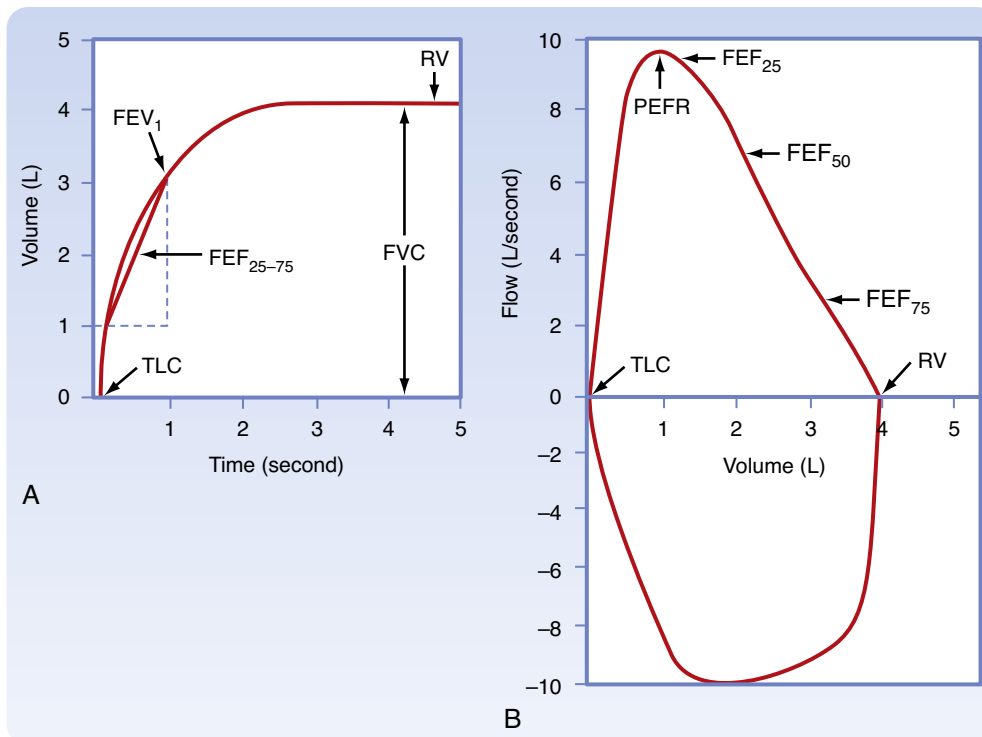 5
4
3
2
1
0
Volume (L)
RV
FEV1
FEF25–75
FVC
TLC
1
2
3
4
5
Time (second)
A
10
8
6
4
2
0
–2
–4
–6
–8
–10
Flow (L/second)
FEF25
PEFR
FEF50
FEF75
TLC
RV
1
2
3
4
5
Volume (L)
B